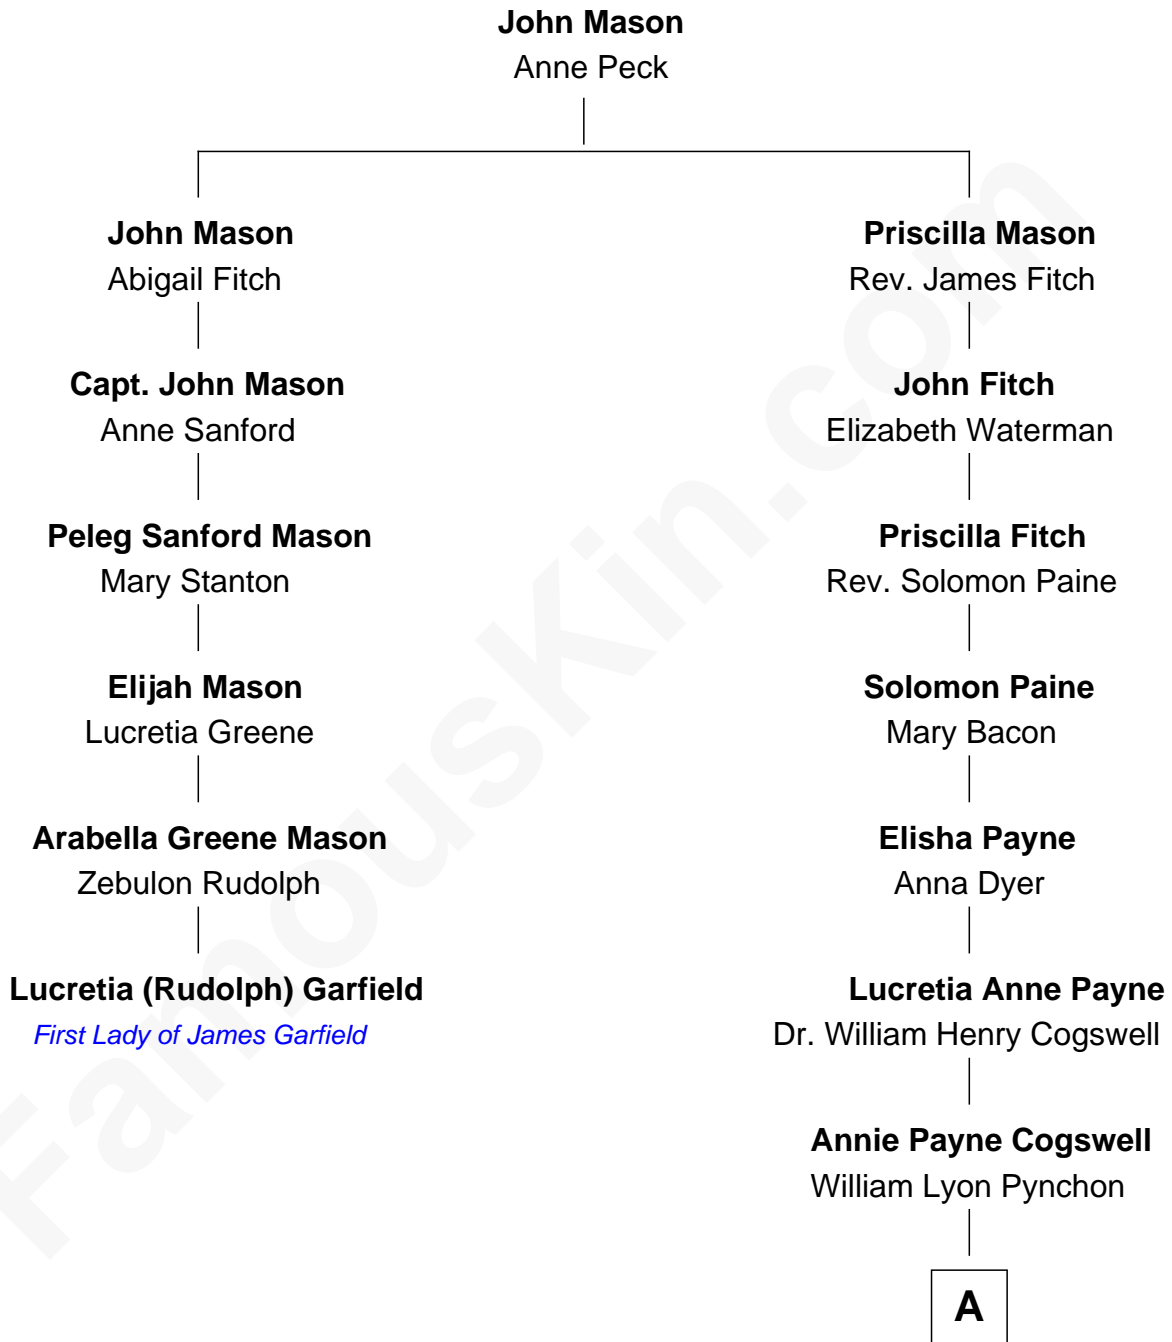 John Mason
Anne Peck
John Mason
Abigail Fitch
Capt. John Mason
Anne Sanford
Peleg Sanford Mason
Mary Stanton
Elijah Mason
Lucretia Greene
Arabella Greene Mason
Zebulon Rudolph
Lucretia (Rudolph) Garfield
First Lady of James Garfield
Priscilla Mason
Rev. James Fitch
John Fitch
Elizabeth Waterman
Priscilla Fitch
Rev. Solomon Paine
Solomon Paine
Mary Bacon
Elisha Payne
Anna Dyer
Lucretia Anne Payne
Dr. William Henry Cogswell
Annie Payne Cogswell
William Lyon Pynchon
A
FamousKin.com